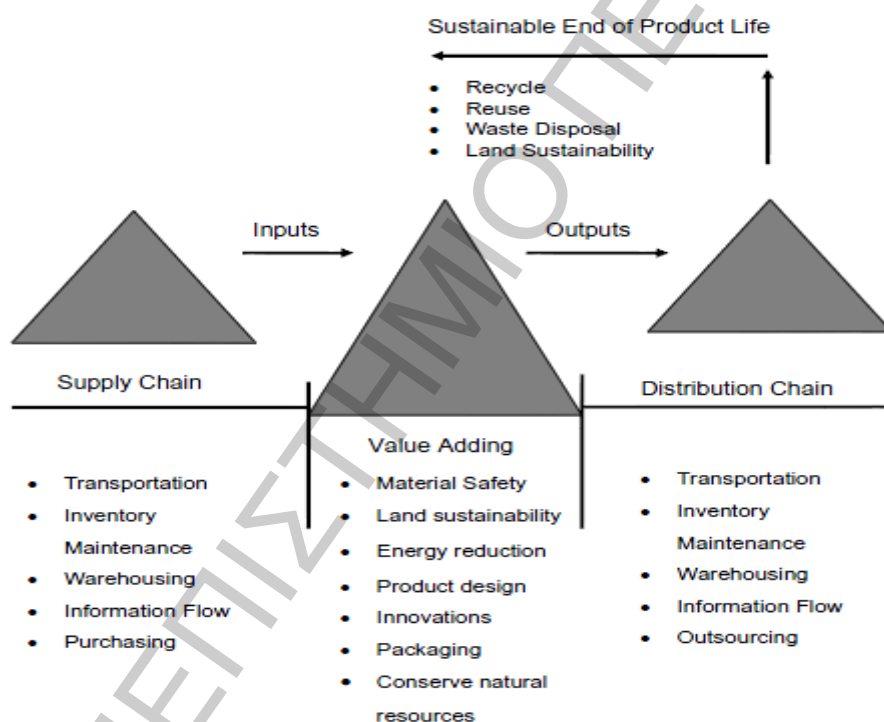 Sustainable End of Product Life
• Recycle
• Reuse
• Waste Disposal
• Land Sustainability
Inputs
Outputs
Supply Chain
• Transportation
• Inventory
Maintenance
• Warehousing
• Information Flow
• Purchasing
Value Adding
• Material Safety
• Land sustainability
• Energy reduction
• Product design
• Innovations
• Packaging
• Conserve natural
resources
Distribution Chain
• Transportation
• Inventory
Maintenance
• Warehousing
• Information Flow
• Outsourcing
ΠΕΠΙΣΤΗΜΙΟ ΠΕ